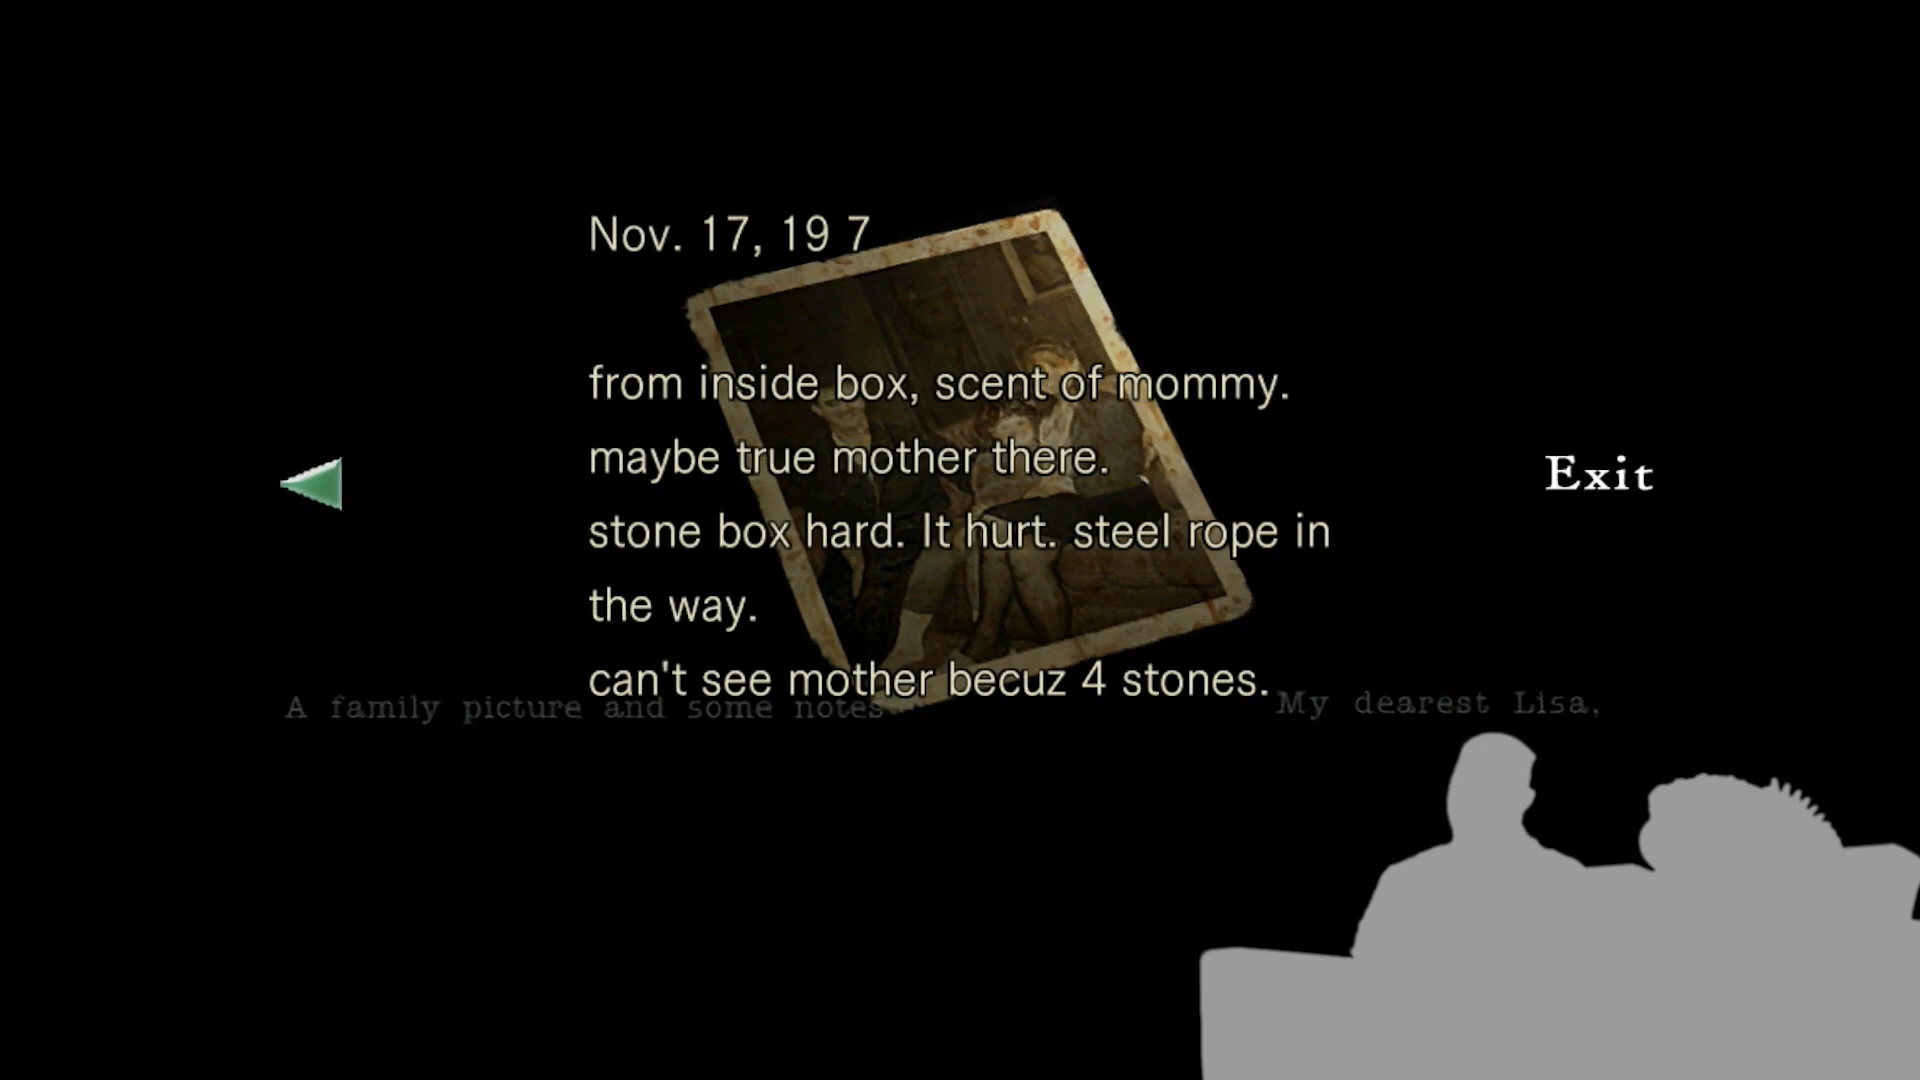 Nov. 17, 19 7
from inside box, scent of mommy.
maybe true mother there.
stone box hard. It hurt. steel rope in
the way.
can't see mother becuz 4 stones.
Exit
A family picture and some notes
My dearest Lisa,